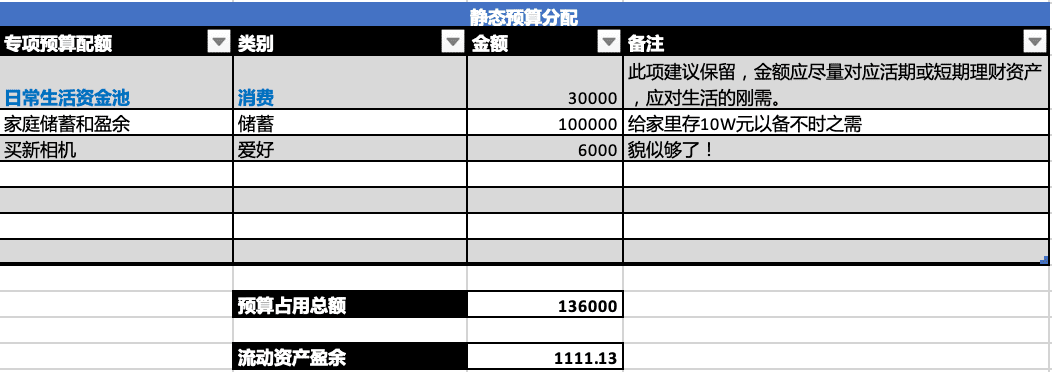 静态预算分配
专项预算配额 类别 金额 备注
此项建议保留，金额应尽量对应活期或短期理财资产
日常生活资金池 消费 30000 ，应对生活的刚需。
家庭储蓄和盈余 储蓄 100000 给家里存10W元以备不时之需
买新相机 爱好 6000 貌似够了！
预算占用总额 136000
流动资产盈余 1111.13